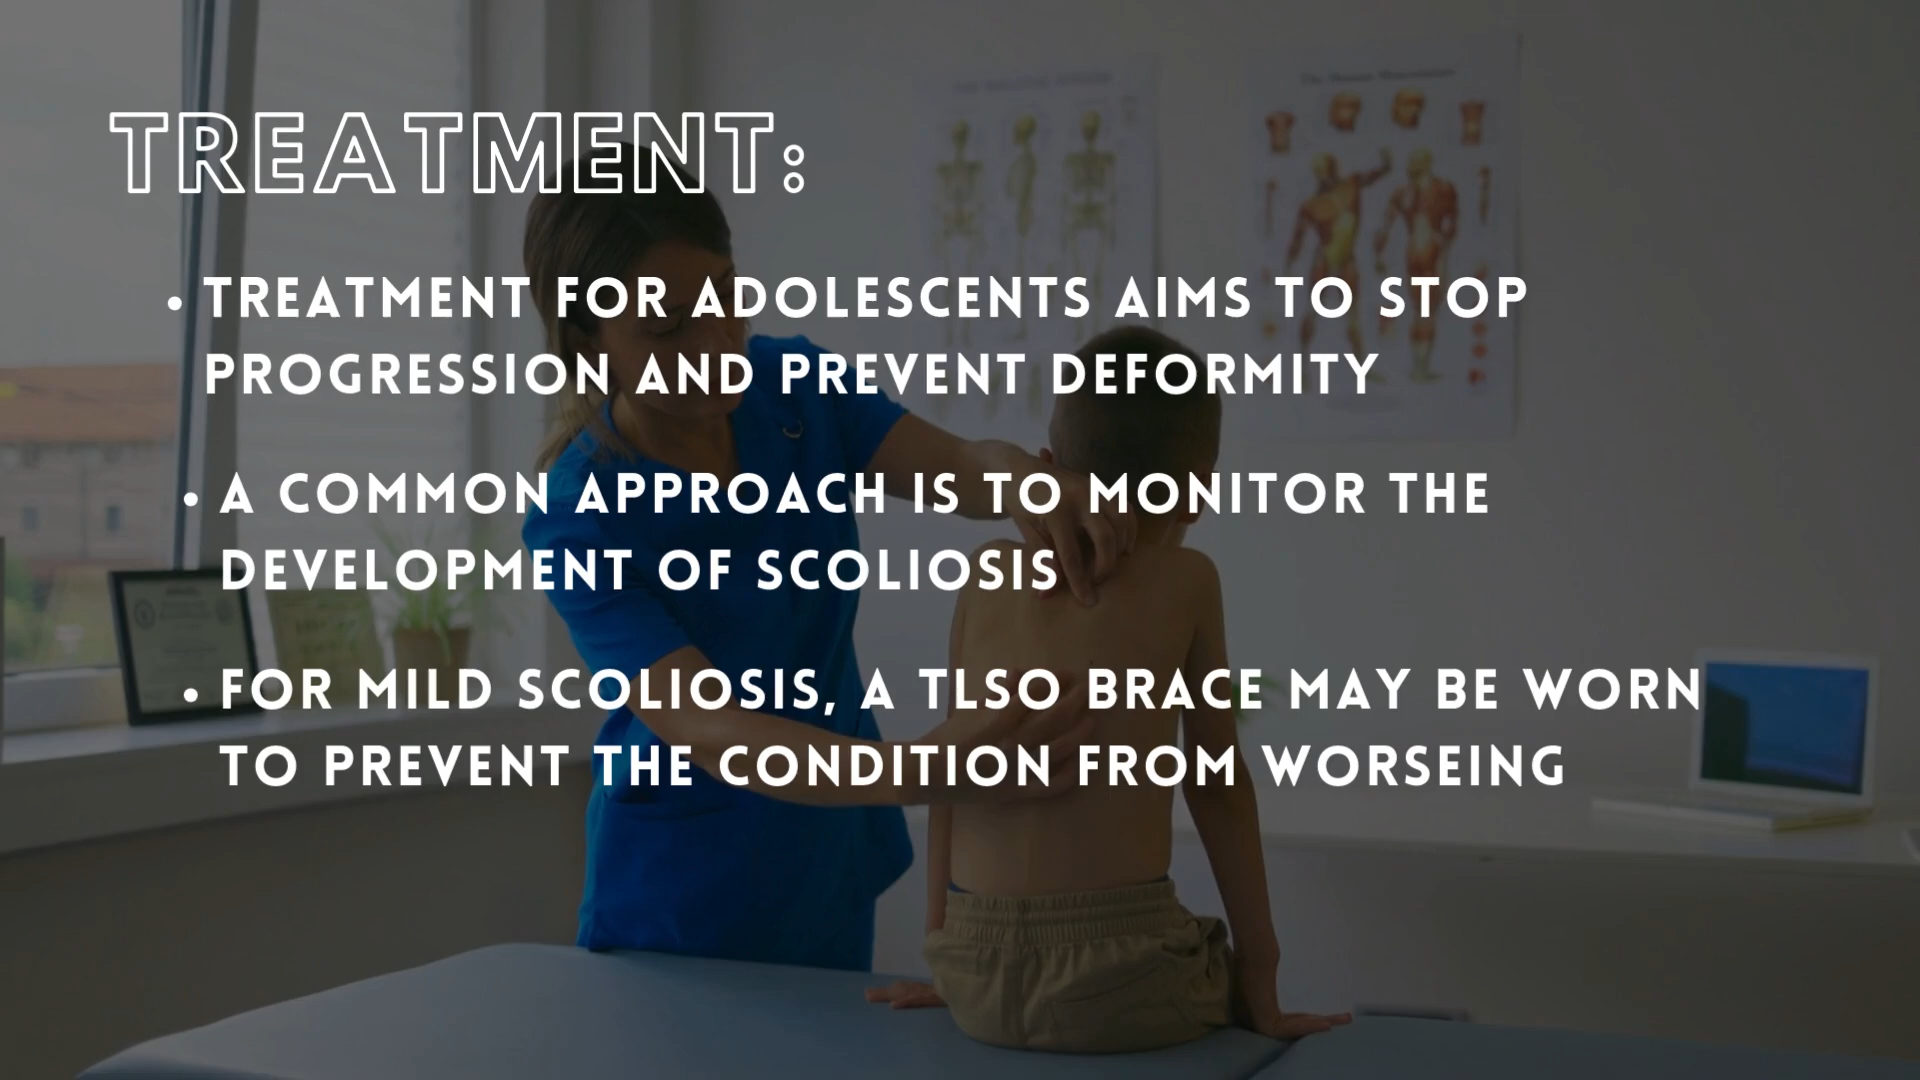 TREATMENT:
• TREATMENT FOR ADOLESCENTS AIMS TO STOP
PROGRESSION AND PREVENT DEFORMITY
• A COMMON APPROACH IS TO MONITOR THE
DEVELOPMENT OF SCOLIOSIS
• FOR MILD SCOLIOSIS, A TLSO BRACE MAY BE WORN
TO PREVENT THE CONDITION FROM WORSEING